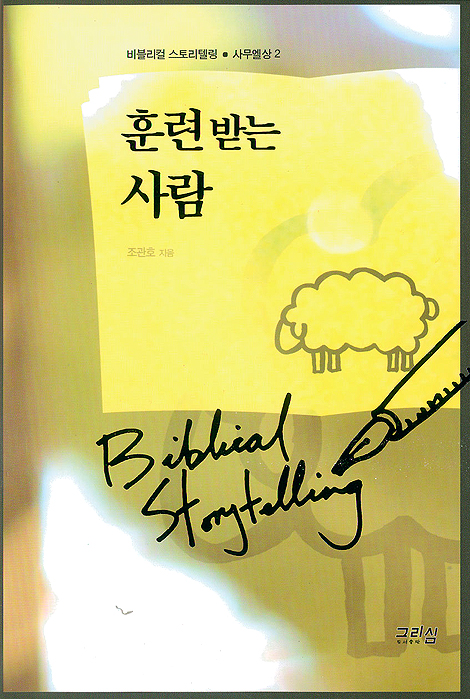 비블리컬 스토리텔링 ● 사무엘상 2
훈련 받는
사람
조관호 지음
Biblical
Storytelling
그리심